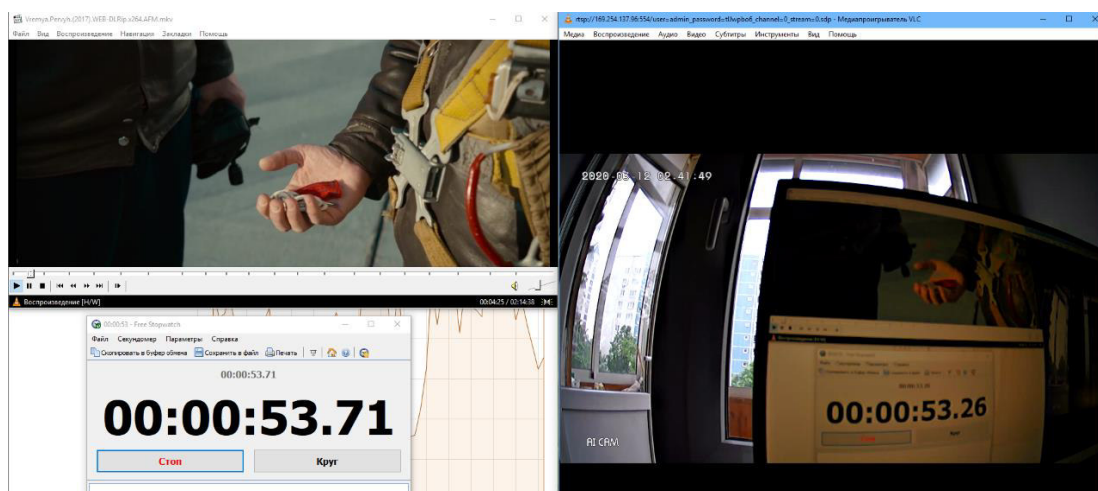 Vremya.Pervyh.(2017).WEB-DLRip.x264.AFM.mkv
Файл Вид Воспроизведение Навигация Закладки Помощь
Воспроизведение [H/W]
00:04:25 / 02:14:38
00:00:53 - Free Stopwatch
Файл Секундомер Параметры Справка
Скопировать в буфер обмена Сохранить в файл Печать
00:00:53.71
00:00:53.71
Стоп Круг
rtsp://169.254.137.96:554/user=admin_password=tlJwpbo6_channel=0_stream=0.sdp - Медиапроигрыватель VLC
Медиа Воспроизведение Аудио Видео Субтитры Инструменты Вид Помощь
2020-05-12 02:41:49
00:00:53.26
Стоп Круг
AI CAM